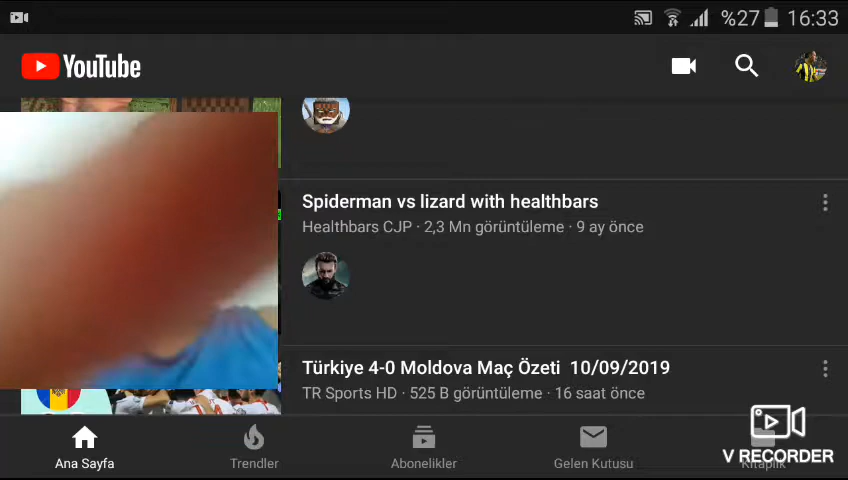 %27 16:33
YouTube
Spiderman vs lizard with healthbars
Healthbars CJP · 2,3 Mn görüntüleme · 9 ay önce
Türkiye 4-0 Moldova Maç Özeti 10/09/2019
TR Sports HD · 525 B görüntüleme · 16 saat önce
V RECORDER
Ana Sayfa
Trendler
Abonelikler
Gelen Kutusu
Kitaplık